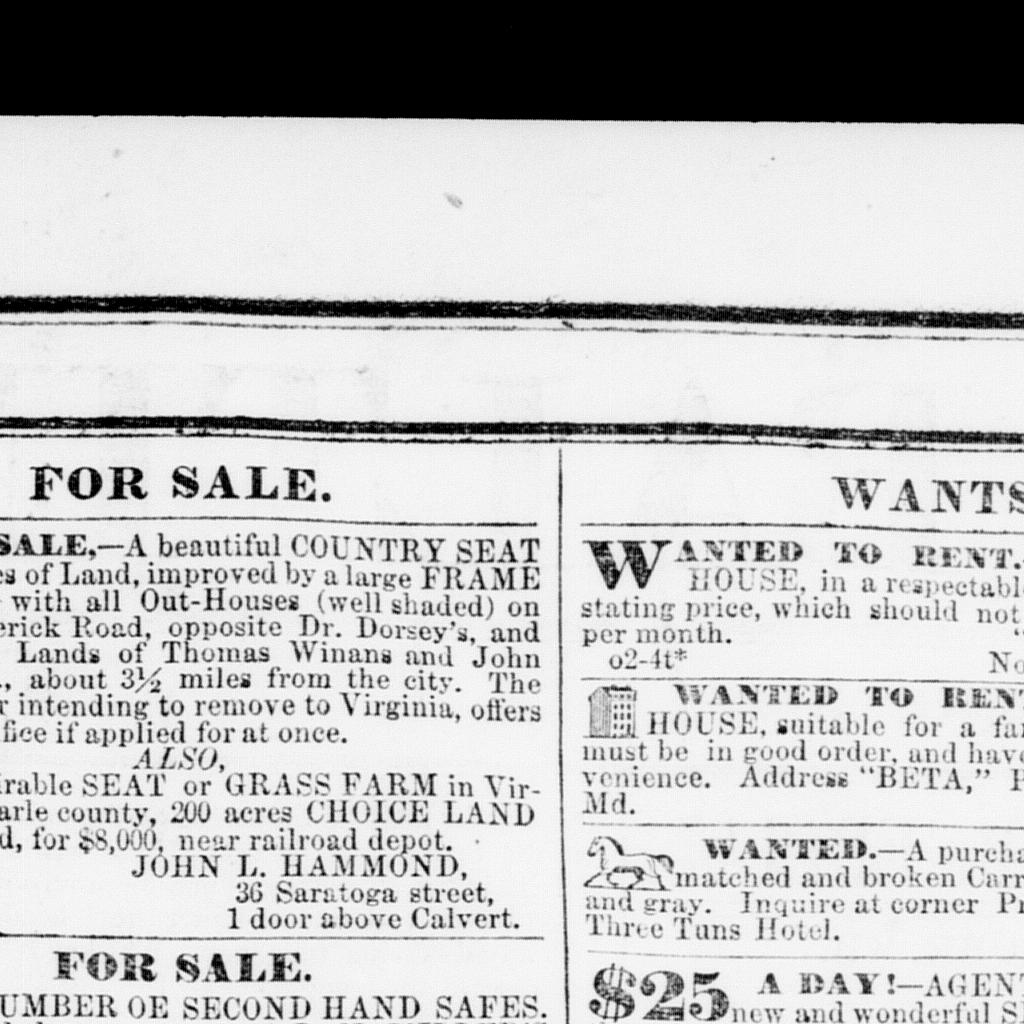 FOR SALE.
SALE,—A beautiful COUNTRY SEAT
es of Land, improved by a large FRAME
with all Out-Houses (well shaded) on
erick Road, opposite Dr. Dorsey's, and
Lands of Thomas Winans and John
., about 3½ miles from the city. The
r intending to remove to Virginia, offers
fice if applied for at once.
ALSO,
irable SEAT or GRASS FARM in Vir-
arle county, 200 acres CHOICE LAND
d, for $8,000, near railroad depot.
JOHN L. HAMMOND,
36 Saratoga street,
1 door above Calvert.
FOR SALE.
UMBER OF SECOND HAND SAFES.
WANTS
WANTED TO RENT.
HOUSE, in a respectable
stating price, which should not
per month. "
o2-4t* No
WANTED TO RENT
HOUSE, suitable for a fam
must be in good order, and have
venience. Address "BETA," P
Md.
WANTED.—A purcha
matched and broken Carr
and gray. Inquire at corner Pr
Three Tuns Hotel.
$25 A DAY!—AGENT
new and wonderful S